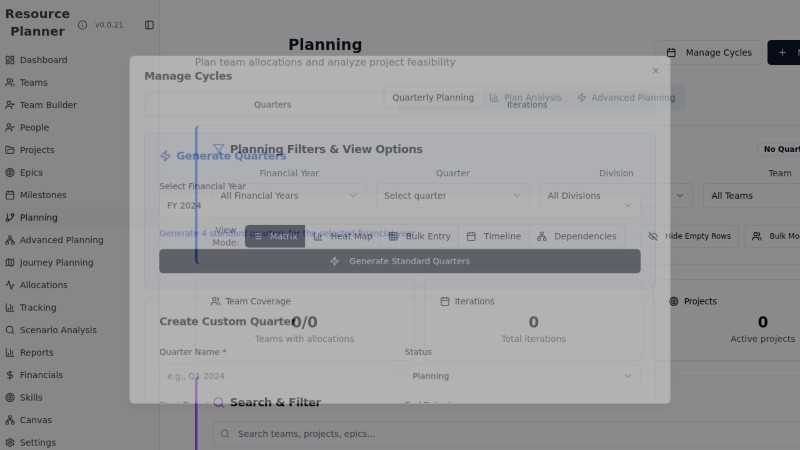 Resource
Planner
v0.0.21
Dashboard
Teams
Team Builder
People
Projects
Epics
Milestones
Planning
Advanced Planning
Journey Planning
Allocations
Tracking
Scenario Analysis
Reports
Financials
Skills
Canvas
Settings
Planning
Plan team allocations and analyze project feasibility
Manage Cycles
Quarterly Planning
Plan Analysis
Advanced Planning
Planning Filters & View Options
No Quart
Financial Year
Quarter
Division
Team
All Financial Years
Select quarter
All Divisions
All Teams
View
Mode:
Matrix
Heat Map
Bulk Entry
Timeline
Dependencies
Hide Empty Rows
Bulk Mo
Team Coverage
0/0
Teams with allocations
Iterations
0
Total iterations
Projects
0
Active projects
Search & Filter
Search teams, projects, epics...
Manage Cycles
Quarters
Iterations
Generate Quarters
Select Financial Year
FY 2024
Generate 4 standard quarters for the selected financial year
Generate Standard Quarters
Create Custom Quarter
Quarter Name *
Status
e.g., Q1 2024
Planning